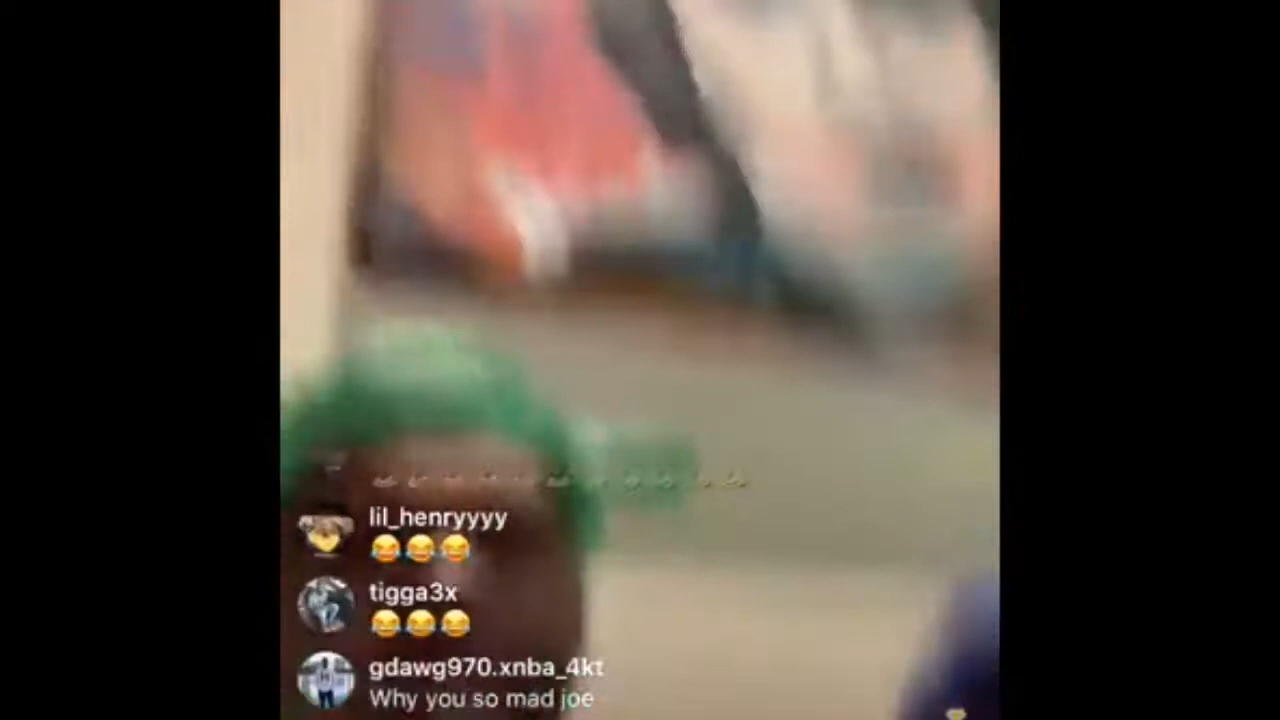 lil_henryyyy
😂😂😂
tigga3x
😂😂😂
gdawg970.xnba_4kt
Why you so mad joe